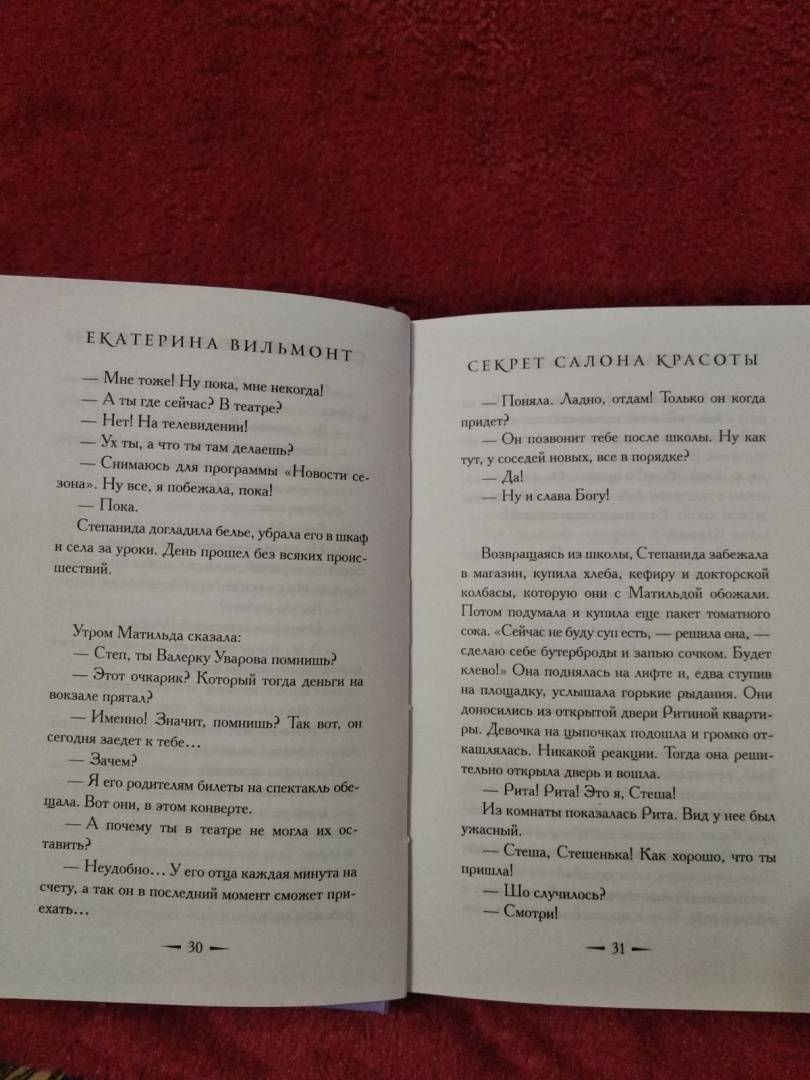 ЕКАТЕРИНА ВИЛЬМОНТ
— Мне тоже! Ну пока, мне некогда!
— А ты где сейчас? В театре?
— Нет! На телевидении!
— Ух ты, а что ты там делаешь?
— Снимаюсь для программы «Новости се-
зона». Ну все, я побежала, пока!
— Пока.
Степанида догладила белье, убрала его в шкаф
и села за уроки. День прошел без всяких проис-
шествий.
Утром Матильда сказала:
— Степ, ты Валерку Уварова помнишь?
— Этот очкарик? Который тогда деньги на
вокзале прятал?
— Именно! Значит, помнишь? Так вот, он
сегодня заедет к тебе…
— Зачем?
— Я его родителям билеты на спектакль обе-
щала. Вот они, в этом конверте.
— А почему ты в театре не могла их ос-
тавить?
— Неудобно… У его отца каждая минута на
счету, а так он в последний момент сможет при-
ехать…
30
СЕКРЕТ САЛОНА КРАСОТЫ
— Поняла. Ладно, отдам! Только он когда
придет?
— Он позвонит тебе после школы. Ну как
тут, у соседей новых, все в порядке?
— Да!
— Ну и слава Богу!
Возвращаясь из школы, Степанида забежала
в магазин, купила хлеба, кефиру и докторской
колбасы, которую они с Матильдой обожали.
Потом подумала и купила еще пакет томатного
сока. «Сейчас не буду суп есть, — решила она, —
сделаю себе бутерброды и запью сочком. Будет
клево!» Она поднялась на лифте и, едва ступив
на площадку, услышала горькие рыдания. Они
доносились из открытой двери Ритиной кварти-
ры. Девочка на цыпочках подошла и громко от-
кашлялась. Никакой реакции. Тогда она реши-
тельно открыла дверь и вошла.
— Рита! Рита! Это я, Стеша!
Из комнаты показалась Рита. Вид у нее был
ужасный.
— Стеша, Стешенька! Как хорошо, что ты
пришла!
— Шо случилось?
— Смотри!
31